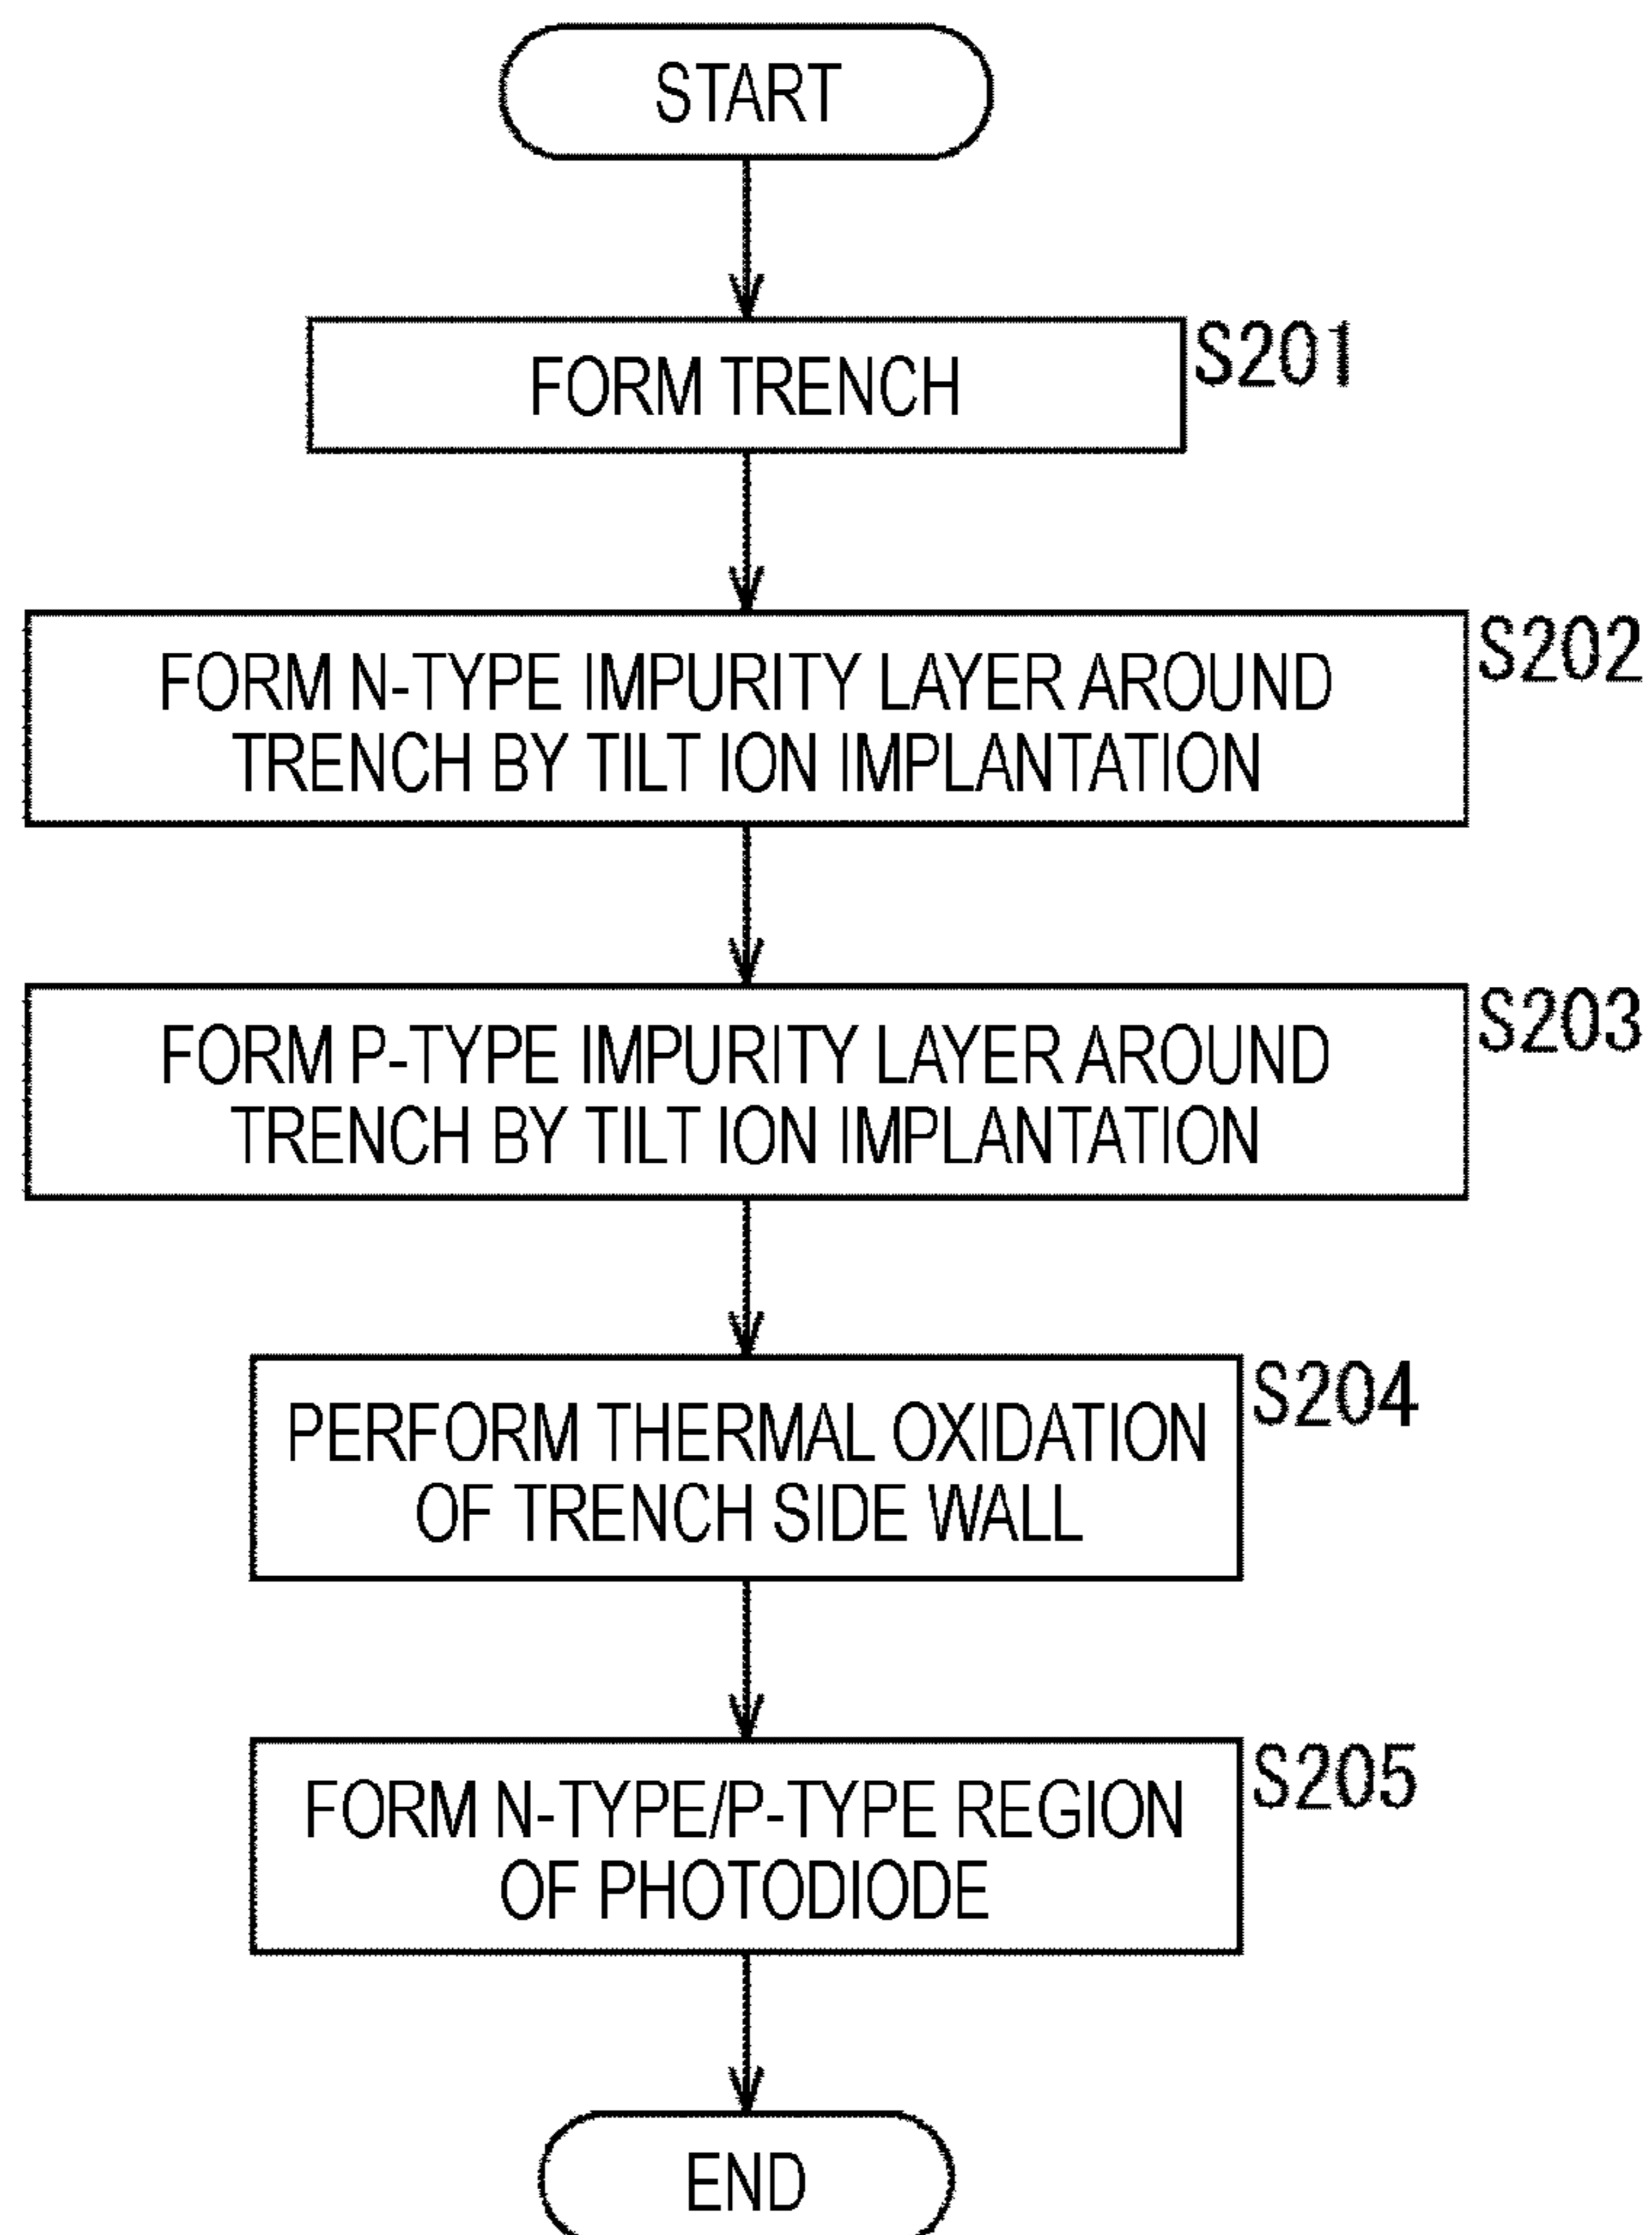 START
FORM TRENCH
S201
FORM N-TYPE IMPURITY LAYER AROUND
TRENCH BY TILT ION IMPLANTATION
S202
FORM P-TYPE IMPURITY LAYER AROUND
TRENCH BY TILT ION IMPLANTATION
S203
PERFORM THERMAL OXIDATION
OF TRENCH SIDE WALL
S204
FORM N-TYPE/P-TYPE REGION
OF PHOTODIODE
S205
END